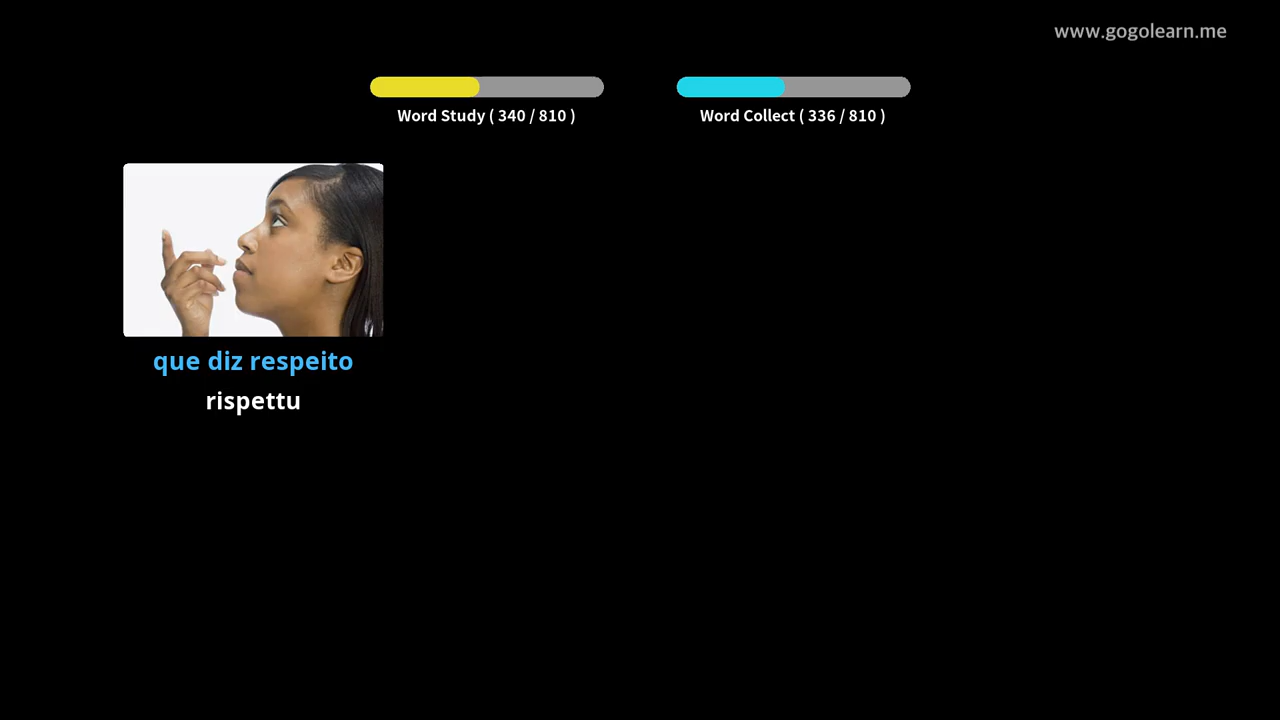 www.gogolearn.me
Word Study ( 340 / 810 )
Word Collect ( 336 / 810 )
que diz respeito
rispettu